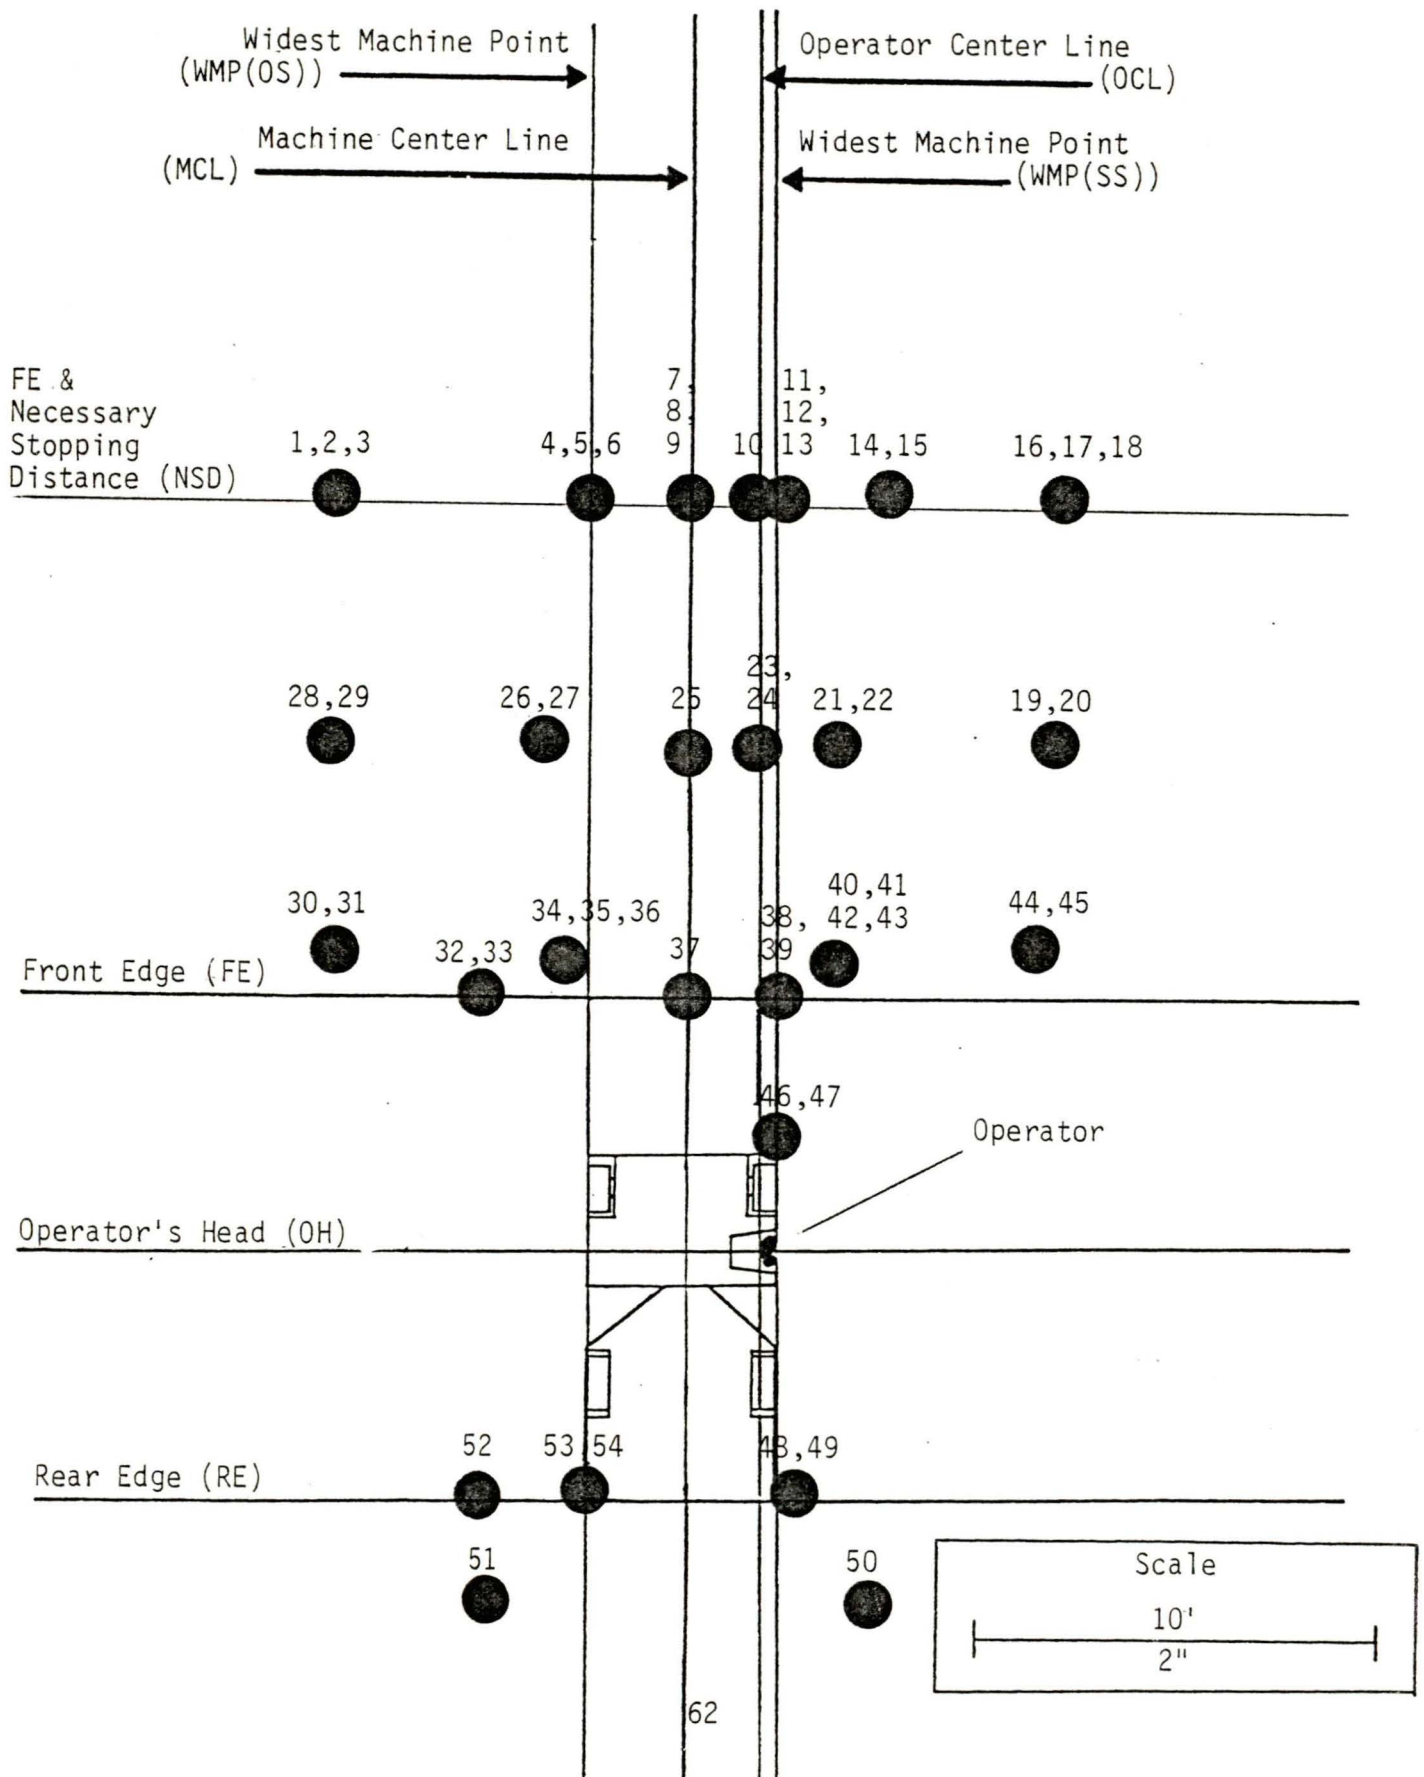 Widest Machine Point
(WMP(OS))
Operator Center Line
(OCL)
Machine Center Line
(MCL)
Widest Machine Point
(WMP(SS))
FE &
Necessary
Stopping
Distance (NSD)
1,2,3
4,5,6
7,
8,
9
10
11,
12,
13
14,15
16,17,18
28,29
26,27
25
23,
24
21,22
19,20
30,31
32,33
34,35,36
37
38,
39
40,41
42,43
44,45
Front Edge (FE)
46,47
Operator
Operator's Head (OH)
52
53,54
48,49
Rear Edge (RE)
51
50
Scale
10'
2"
62